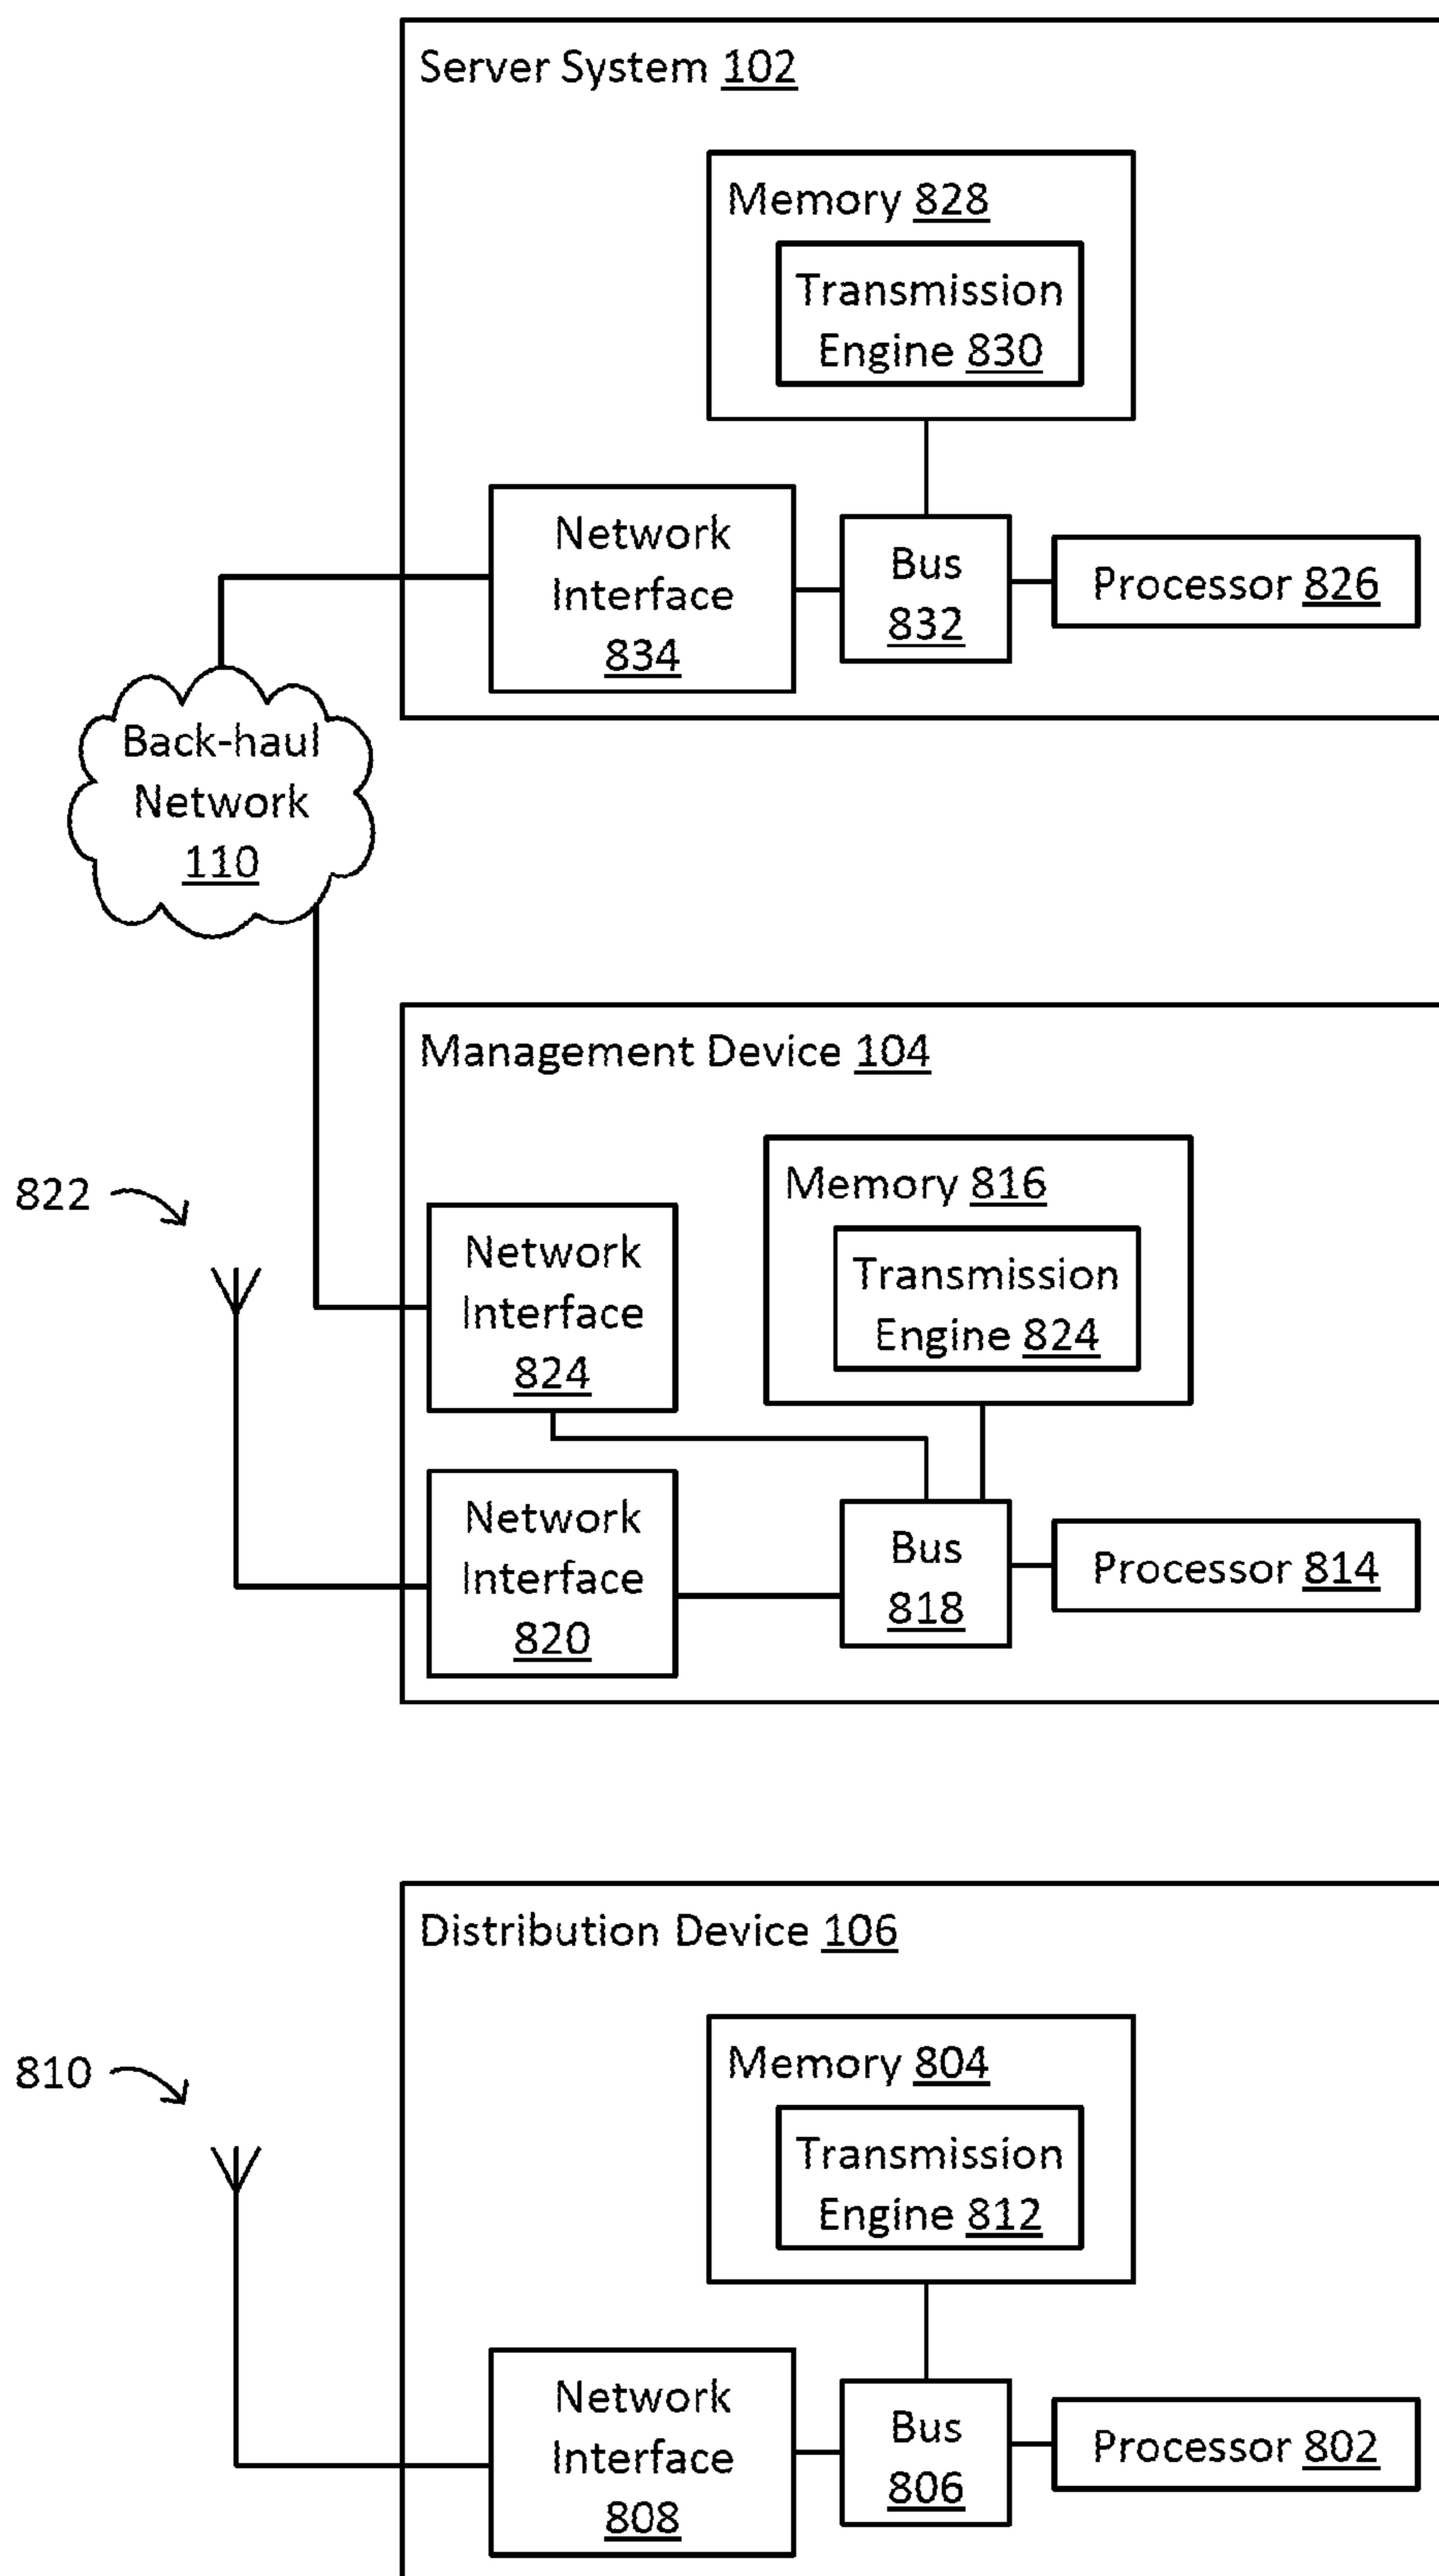 Server System 102
Memory 828
Transmission
Engine 830
Network
Interface
834
Bus
832
Processor 826
Back-haul
Network
110
Management Device 104
822
Memory 816
Transmission
Engine 824
Network
Interface
824
Network
Interface
820
Bus
818
Processor 814
Distribution Device 106
810
Memory 804
Transmission
Engine 812
Network
Interface
808
Bus
806
Processor 802